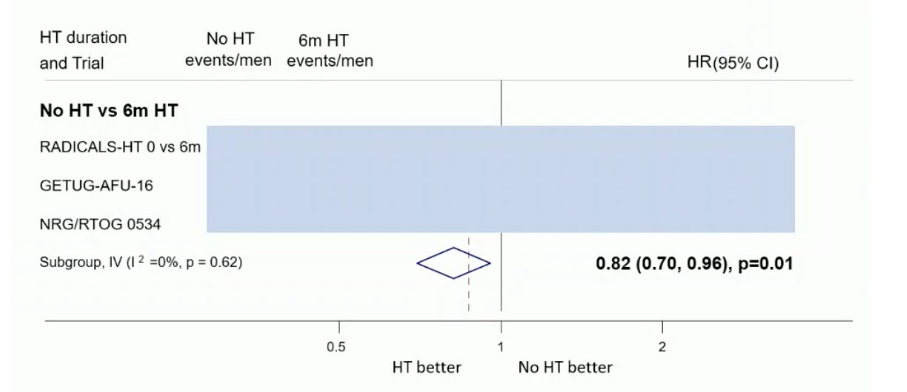 HT duration and Trial
No HT events/men
6m HT events/men
HR(95% CI)
No HT vs 6m HT
RADICALS-HT 0 vs 6m
GETUG-AFU-16
NRG/RTOG 0534
Subgroup, IV (I 2 =0%, p = 0.62)
0.82 (0.70, 0.96), p=0.01
0.5 1 2
HT better No HT better